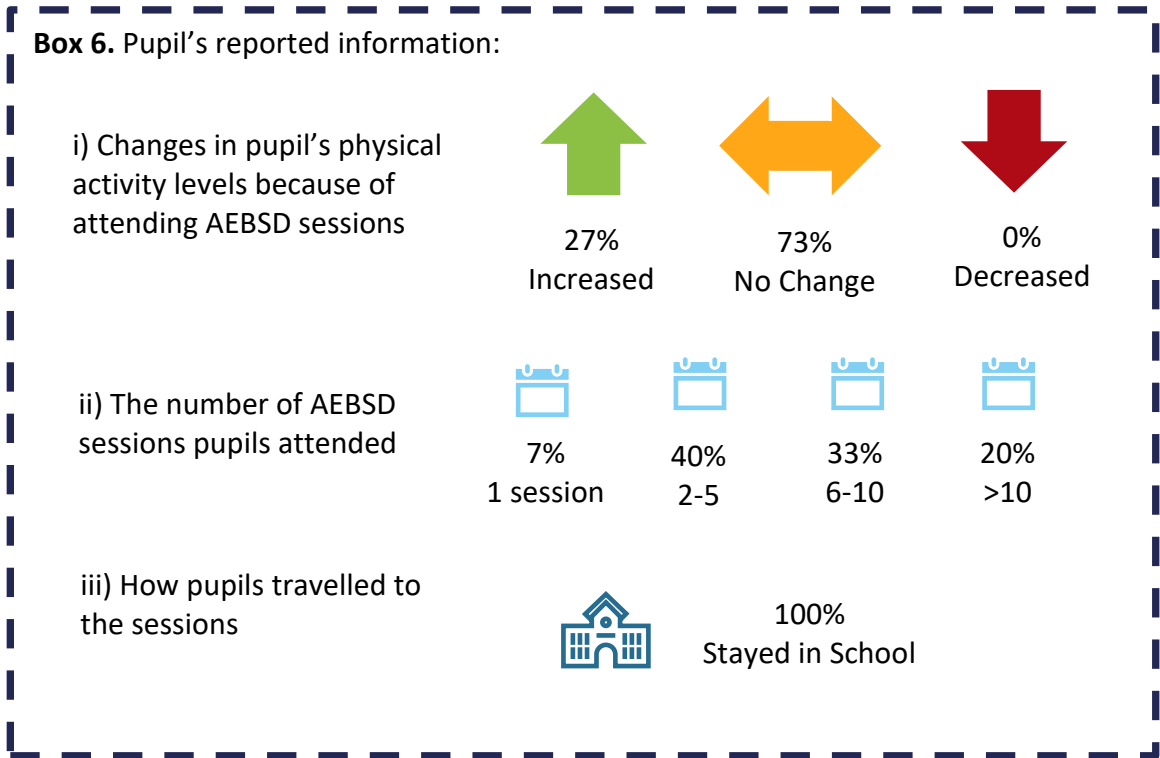 Box 6. Pupil’s reported information:
i) Changes in pupil’s physical
activity levels because of
attending AEBSD sessions
27%
Increased
73%
No Change
0%
Decreased
ii) The number of AEBSD
sessions pupils attended
7%
1 session
40%
2-5
33%
6-10
20%
>10
iii) How pupils travelled to
the sessions
100%
Stayed in School